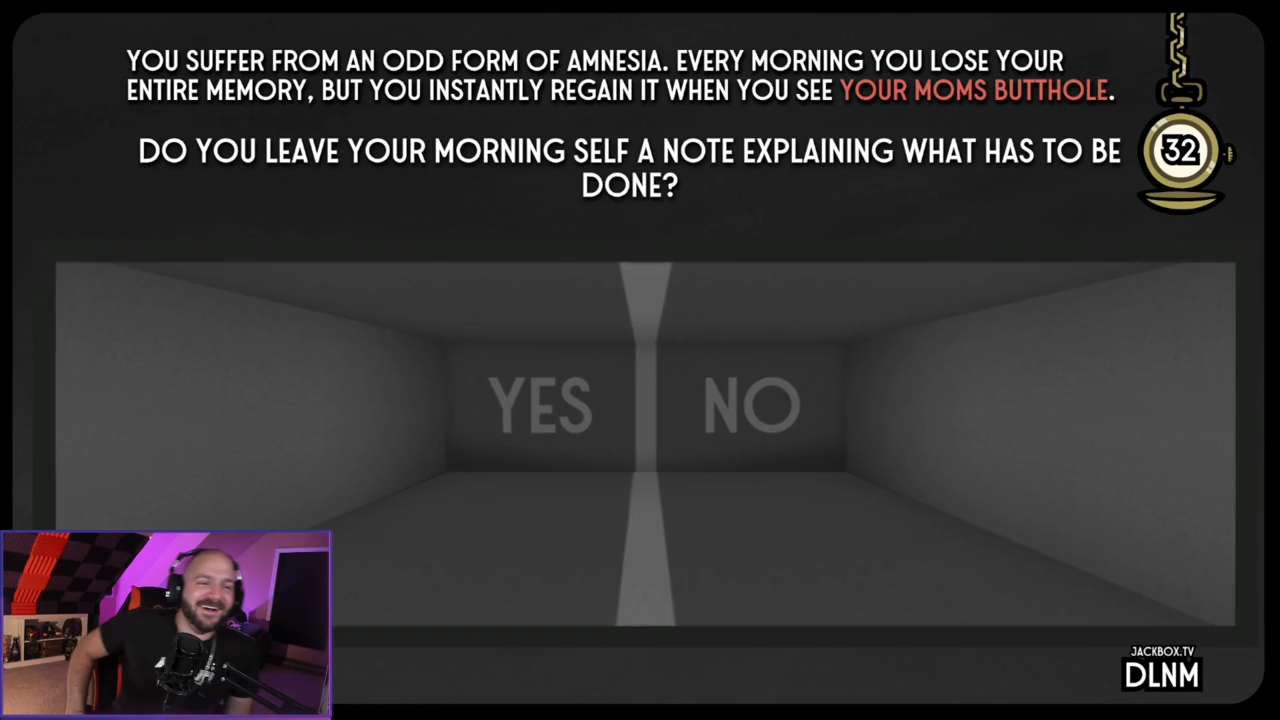 YOU SUFFER FROM AN ODD FORM OF AMNESIA. EVERY MORNING YOU LOSE YOUR
ENTIRE MEMORY, BUT YOU INSTANTLY REGAIN IT WHEN YOU SEE YOUR MOMS BUTTHOLE.
DO YOU LEAVE YOUR MORNING SELF A NOTE EXPLAINING WHAT HAS TO BE
DONE?
32
YES
NO
JACKBOX.TV
DLNM